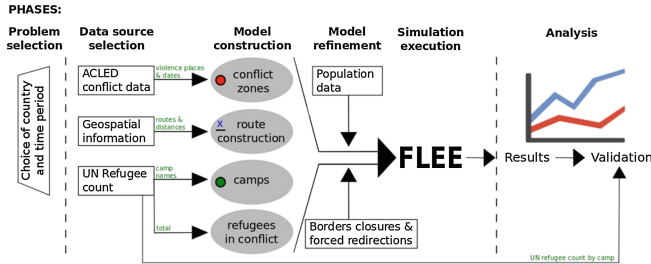 PHASES:
Problem
selection
Data source
selection
Model
construction
Model
refinement
Simulation
execution
Analysis
Choice of country
and time period
ACLED
conflict data
violence places
& dates
conflict
zones
Geospatial
information
routes &
distances
X
route
construction
UN Refugee
count
camp
names
camps
total
refugees
in conflict
Population
data
Borders closures &
forced redirections
FLEE
Results
Validation
UN refugee count by camp